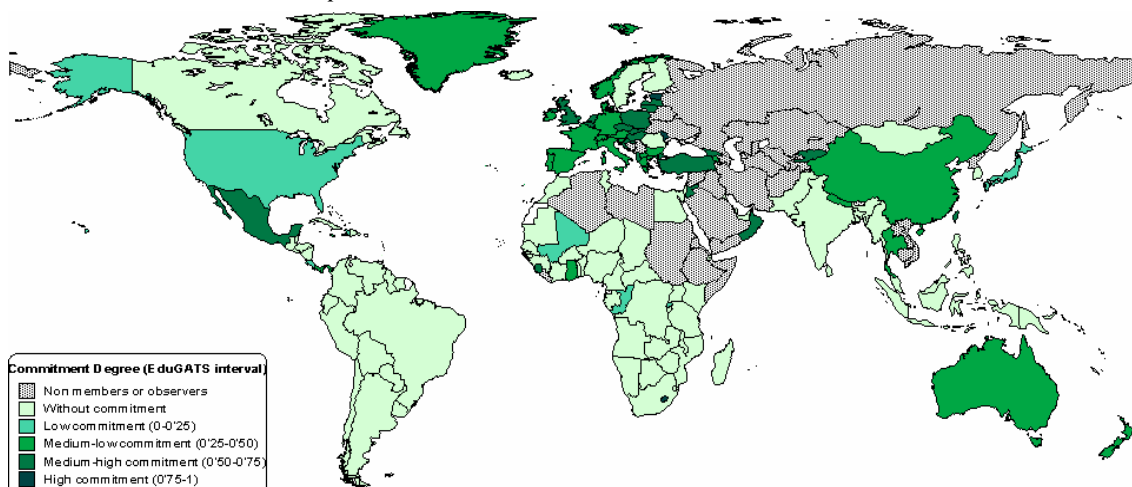 Commitment Degree (EduGATS interval)
Non members or observers
Without commitment
Low commitment (0-0'25)
Medium-low commitment (0'25-0'50)
Medium-high commitment (0'50-0'75)
High commitment (0'75-1)